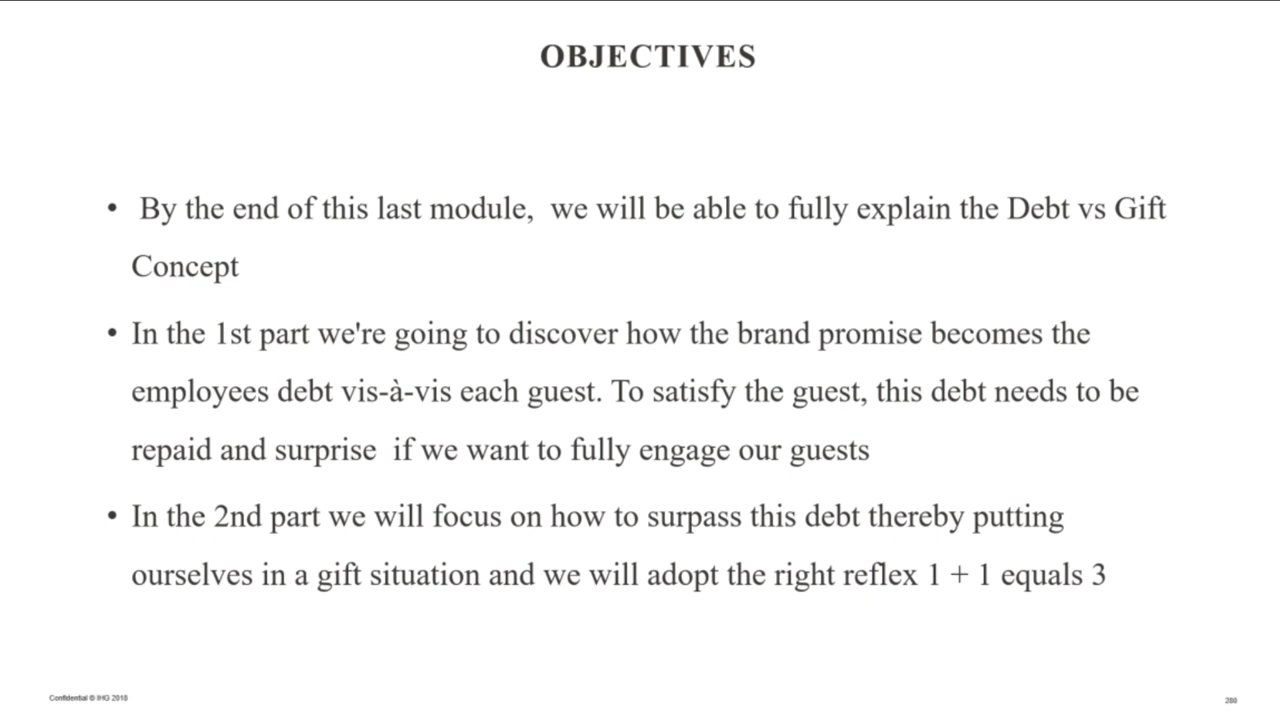 OBJECTIVES
• By the end of this last module, we will be able to fully explain the Debt vs Gift
Concept
• In the 1st part we're going to discover how the brand promise becomes the
employees debt vis-à-vis each guest. To satisfy the guest, this debt needs to be
repaid and surprise if we want to fully engage our guests
• In the 2nd part we will focus on how to surpass this debt thereby putting
ourselves in a gift situation and we will adopt the right reflex 1 + 1 equals 3
Confidential © IHG 2018
280